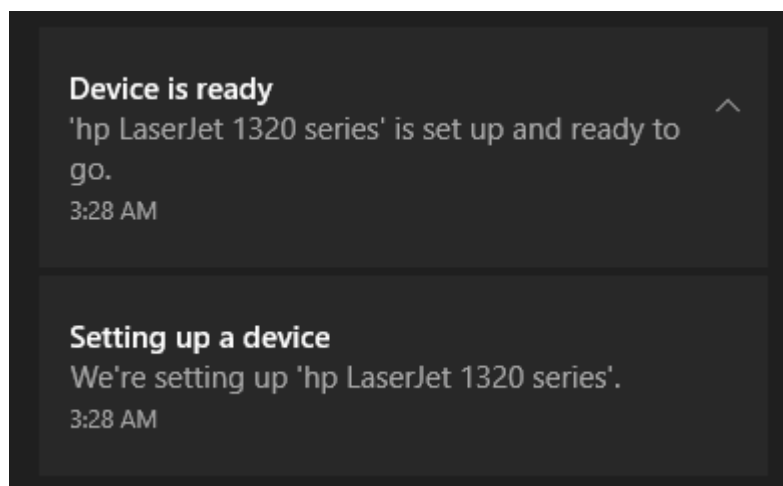 Device is ready
'hp LaserJet 1320 series' is set up and ready to
go.
3:28 AM
Setting up a device
We're setting up 'hp LaserJet 1320 series'.
3:28 AM